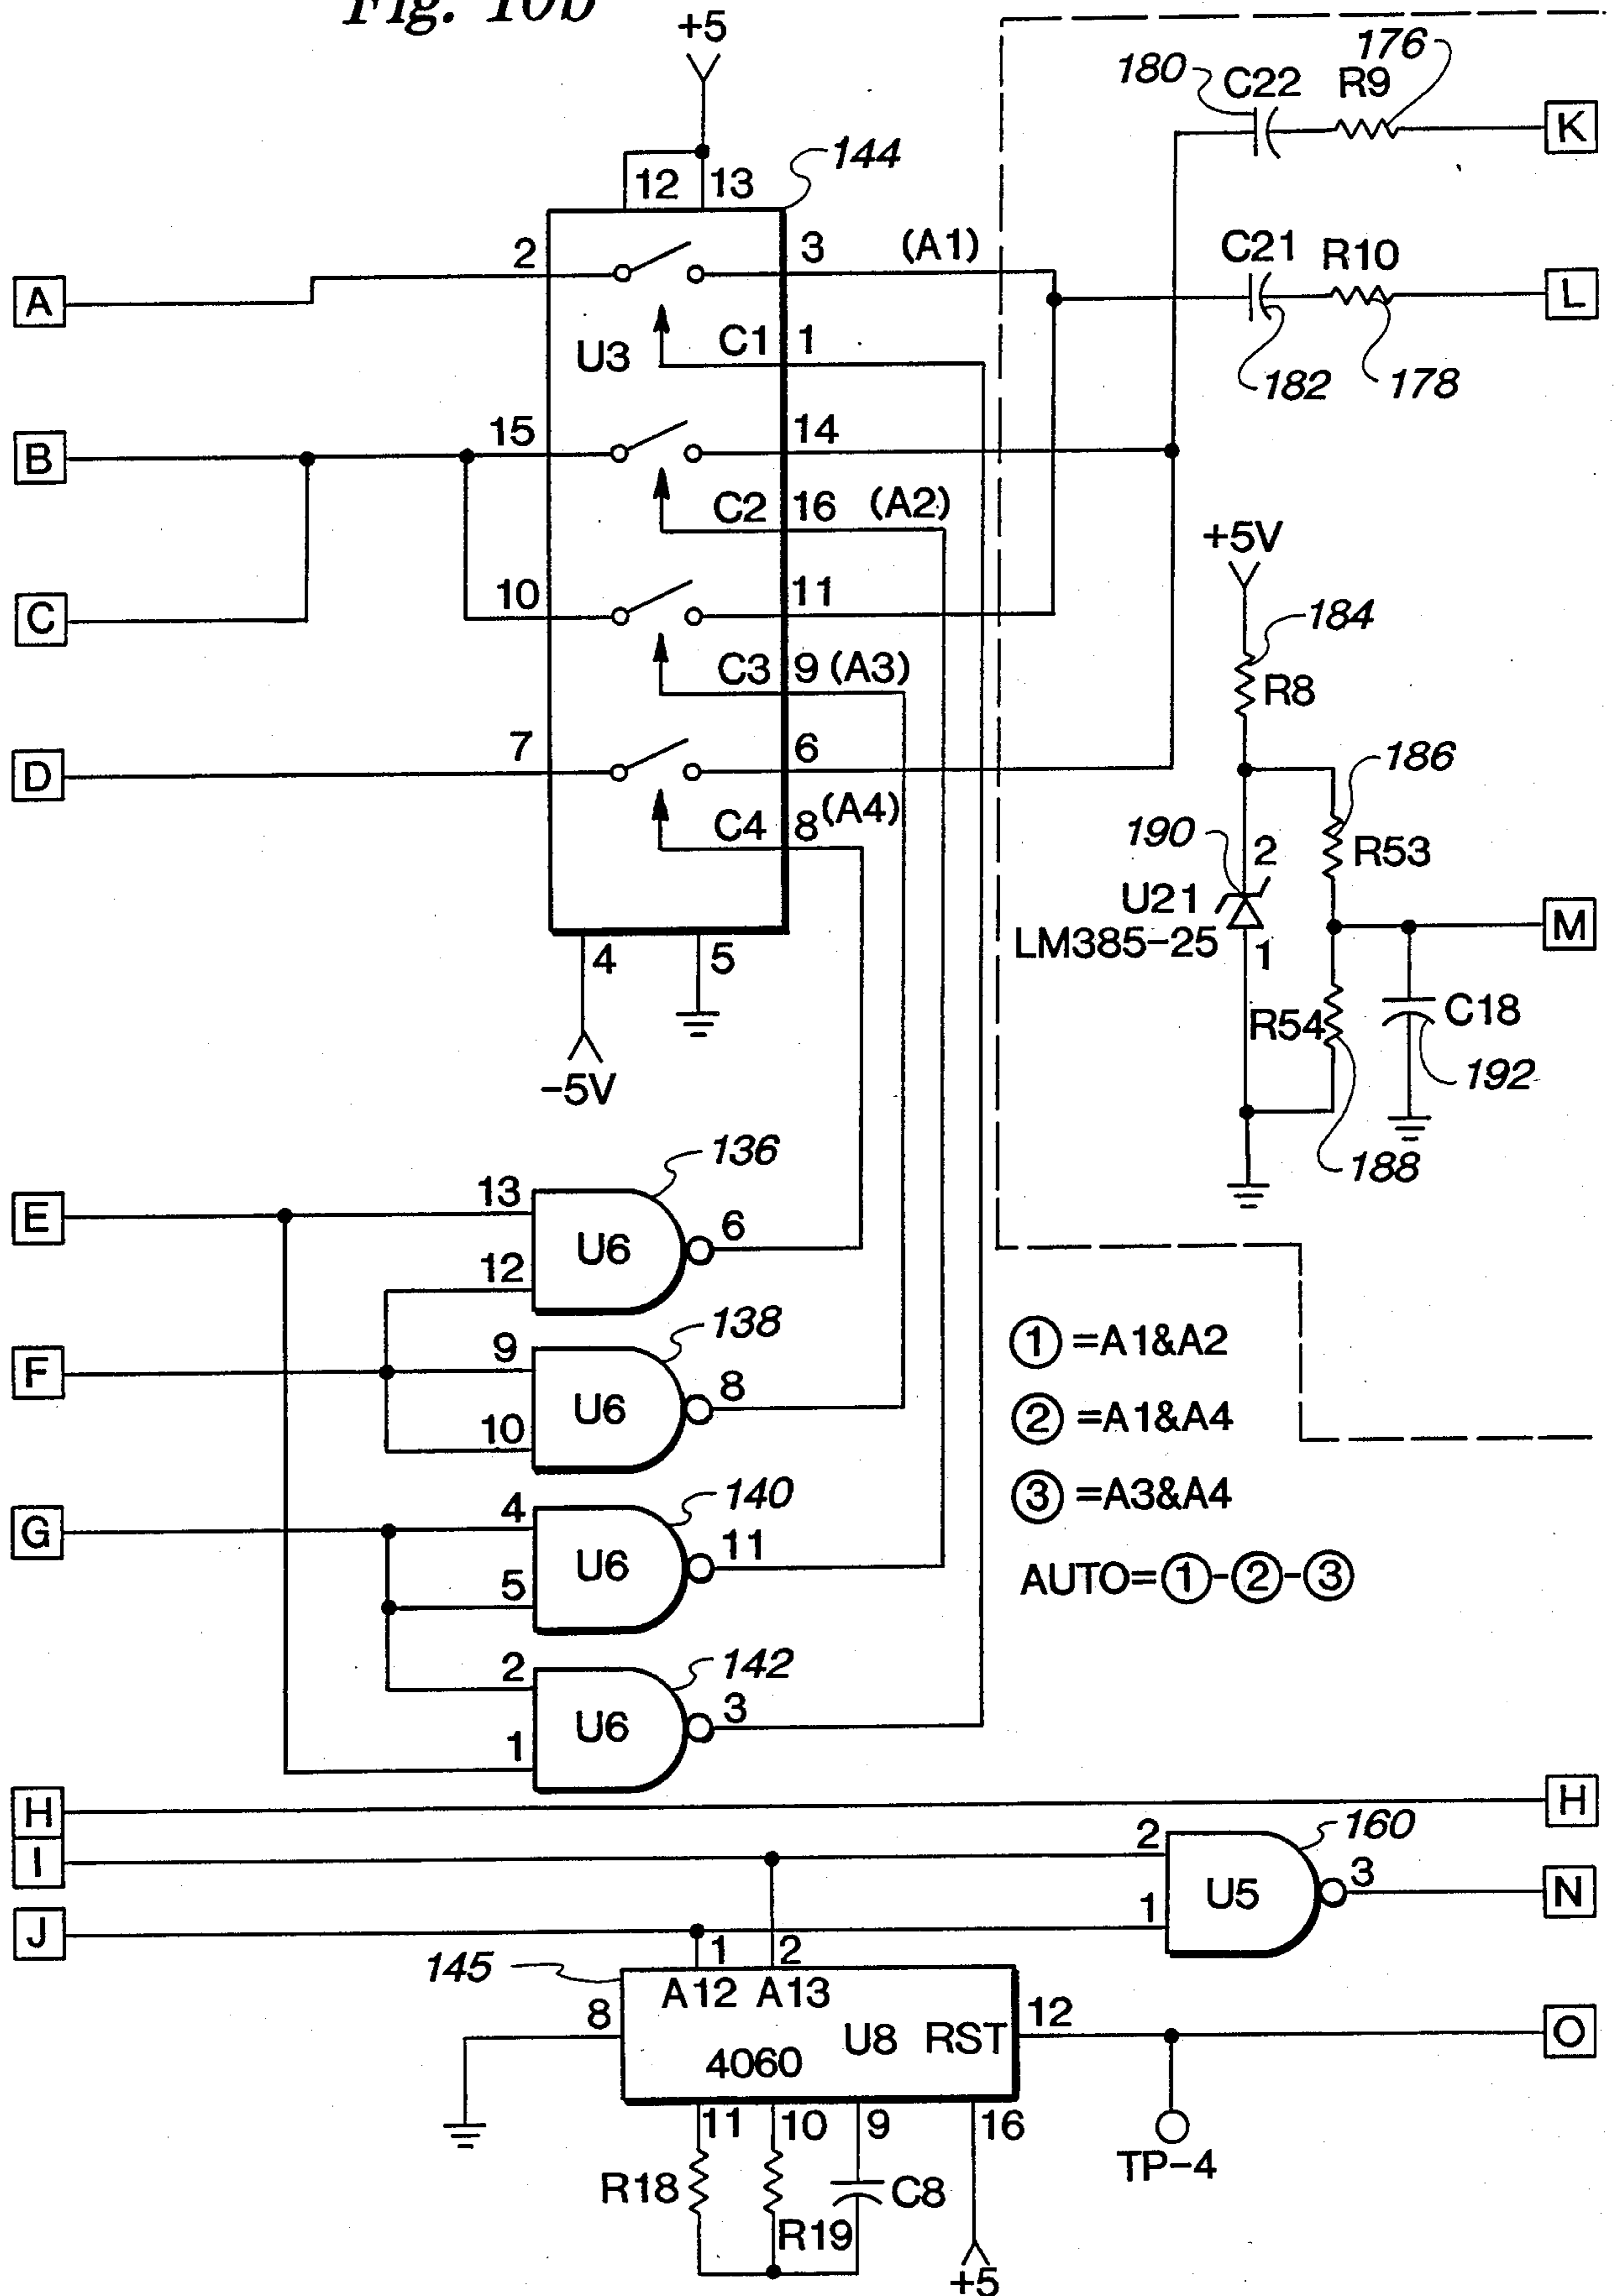 Fig. 10b
+5
180 C22 R9 176
K
12 13 144
A 2 3 (A1) C21 R10 L
U3 C1 1 182 178
B 15 14
C2 16 (A2)
+5V
C 10 11
184
C3 9 (A3) R8
D 7 6 186
C4 8 (A4) 190 2 R53
U21
LM385-25 1 M
4 5
R54 C18
-5V 192
188
136
E 13 U6 6
12
138
F 9 U6 8
10
①=A1&A2
②=A1&A4
③=A3&A4
AUTO=①-②-③
140
G 4 U6 11
5
142
2 U6 3
1
H H
I 2 160
U5 3 N
J 1
145 1 2
A12 A13
8 U8 RST 12 O
4060
11 10 9 16
TP-4
R18 C8
R19
+5